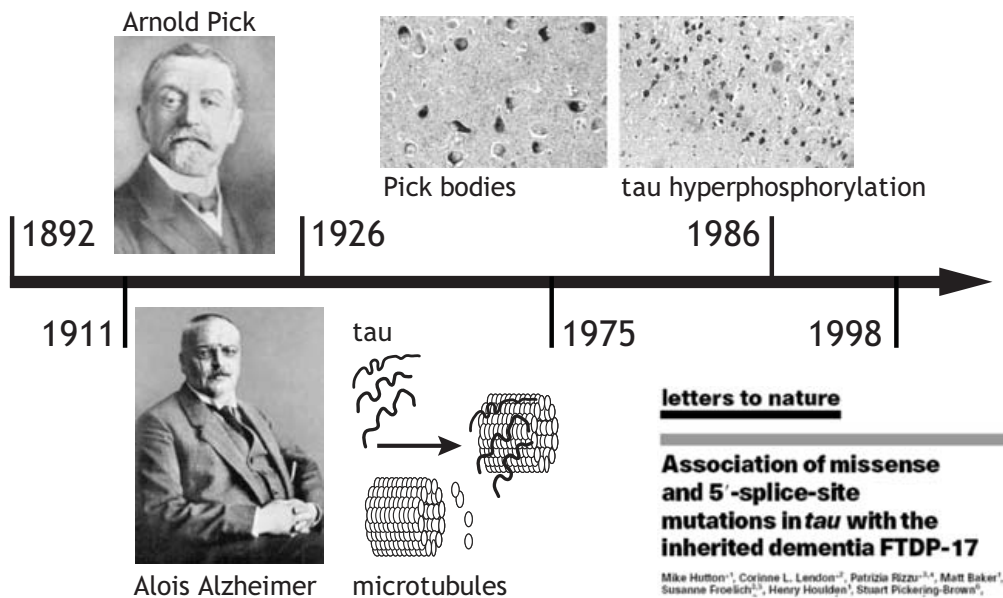 Arnold Pick
Pick bodies
tau hyperphosphorylation
1892
1926
1986
1911
1975
1998
tau
Alois Alzheimer
microtubules
letters to nature
Association of missense
and 5′-splice-site
mutations in tau with the
inherited dementia FTDP-17
Mike Hutton, Corinne L. Lendon, Patrizia Rizzu, Matt Baker,
Susanne Froelich, Henry Houlden, Stuart Pickering-Brown,